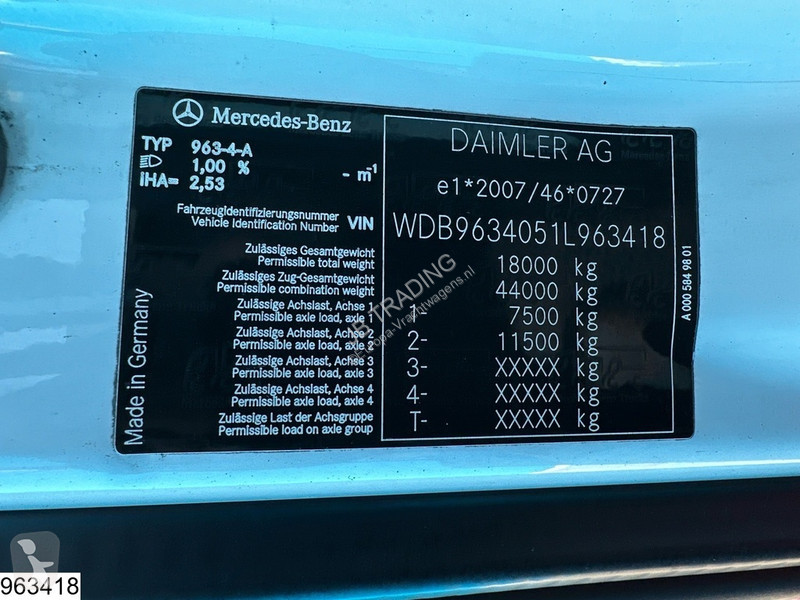 Mercedes-Benz
TYP 963-4-A
1,00 % - m-1
iHA= 2,53
Fahrzeugidentifizierungsnummer
Vehicle Identification Number VIN
Zulässiges Gesamtgewicht
Permissible total weight
Zulässiges Zug-Gesamtgewicht
Permissible combination weight
Zulässige Achslast, Achse 1
Permissible axle load, axle 1
Zulässige Achslast, Achse 2
Permissible axle load, axle 2
Zulässige Achslast, Achse 3
Permissible axle load, axle 3
Zulässige Achslast, Achse 4
Permissible axle load, axle 4
Zulässige Last der Achsgruppe
Permissible load on axle group
Made in Germany
DAIMLER AG
e1*2007/46*0727
WDB9634051L963418
18000 kg
44000 kg
1- 7500 kg
2- 11500 kg
3- XXXXX kg
4- XXXXX kg
T- XXXXX kg
A 000 584 98 01
TRADING
963418